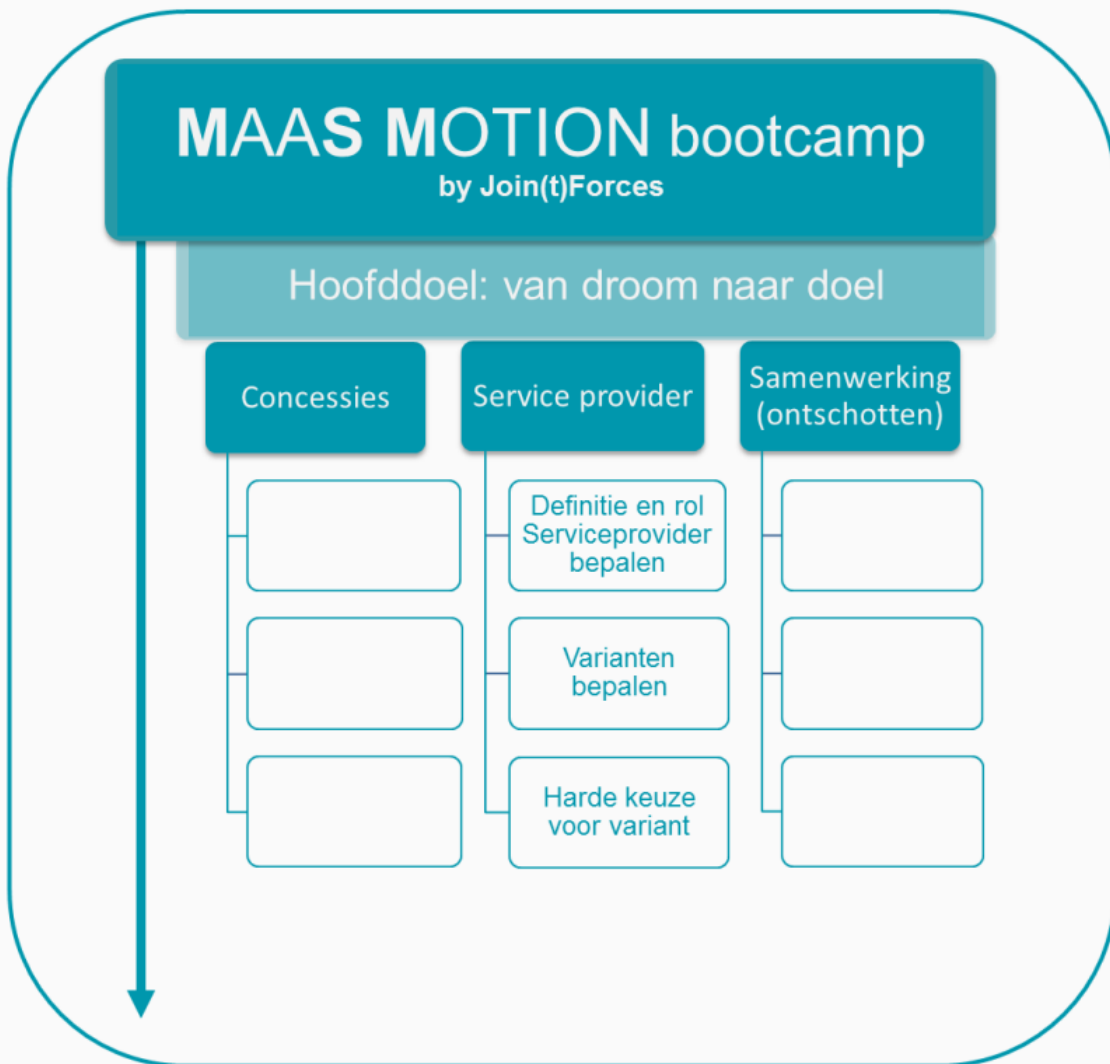 MAAS MOTION bootcamp
by Join(t)Forces
Hoofddoel: van droom naar doel
Concessies
Service provider
Samenwerking
(ontschotten)
Definitie en rol
Serviceprovider
bepalen
Varianten
bepalen
Harde keuze
voor variant